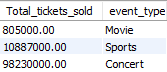 Total_tickets_sold event_type
805000.00 Movie
10887000.00 Sports
98230000.00 Concert